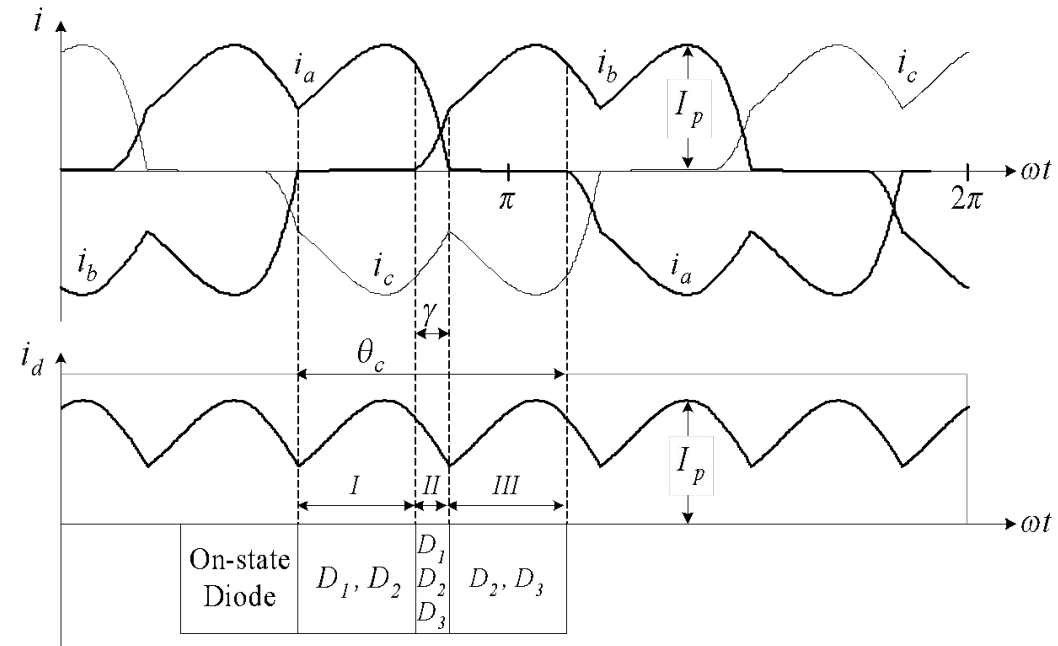 i
i_a
i_b
i_c
I_p
ωt
π
2π
i_b
i_c
i_a
γ
i_d
θ_c
I_p
I
II
III
ωt
On-state
Diode
D_1, D_2
D_1
D_2
D_3
D_2, D_3